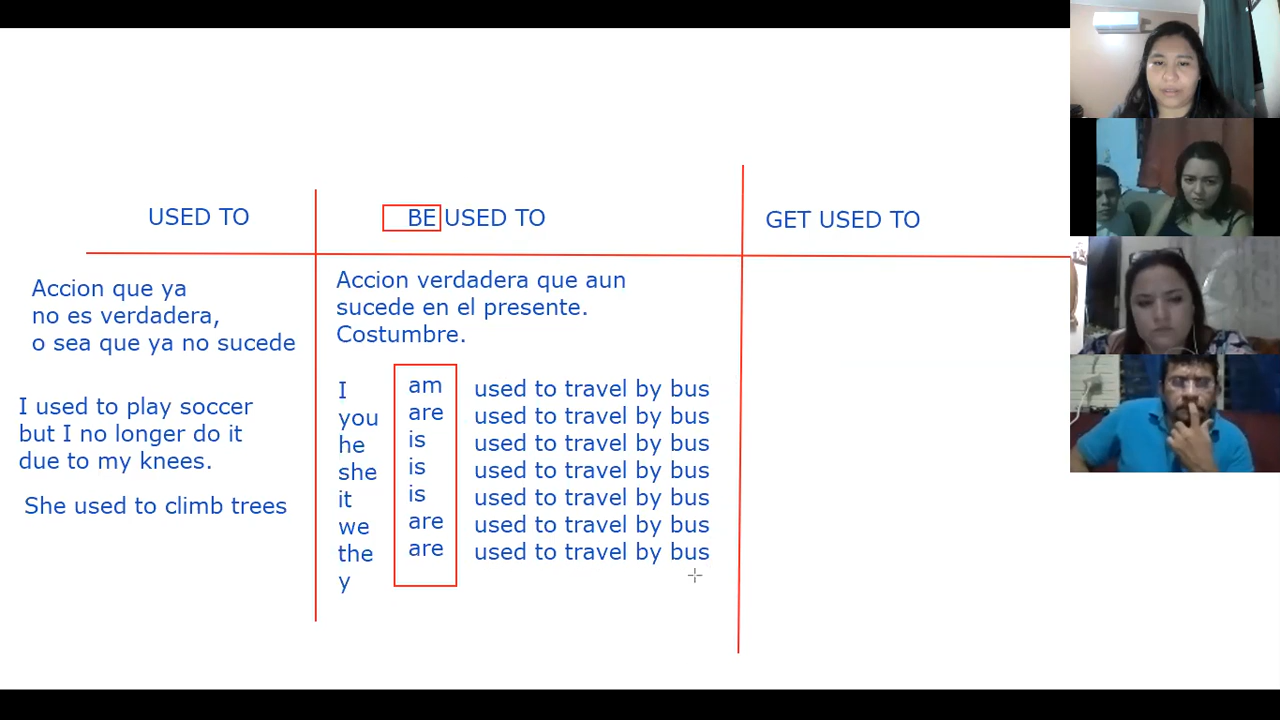 USED TO
BE USED TO
GET USED TO
Accion que ya
no es verdadera,
o sea que ya no sucede
I used to play soccer
but I no longer do it
due to my knees.
She used to climb trees
Accion verdadera que aun
sucede en el presente.
Costumbre.
I am used to travel by bus
you are used to travel by bus
he is used to travel by bus
she is used to travel by bus
it is used to travel by bus
we are used to travel by bus
the are used to travel by bus
y